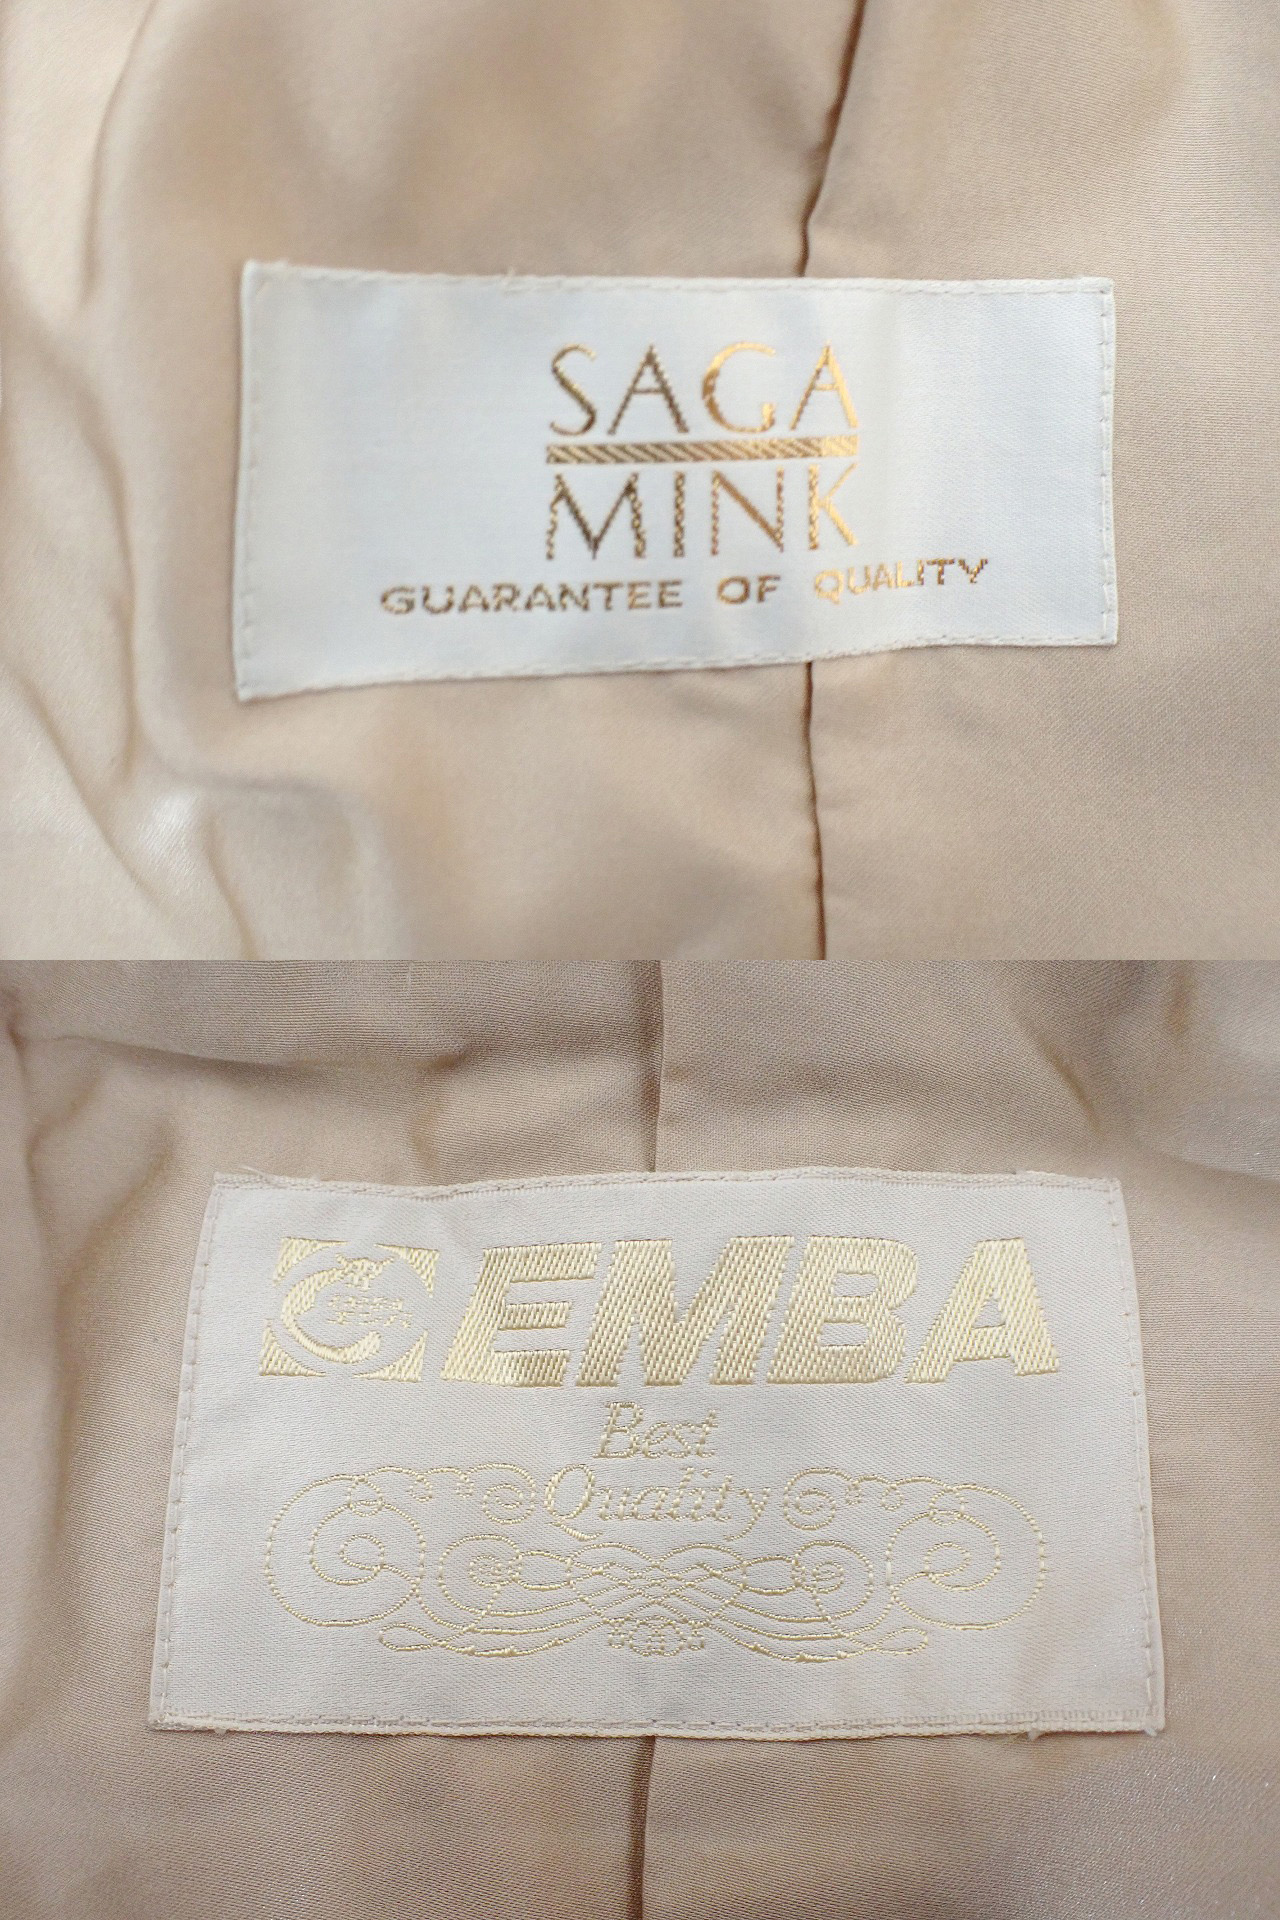 SAGA
MINK
GUARANTEE OF QUALITY
EMBA
Best
Quality